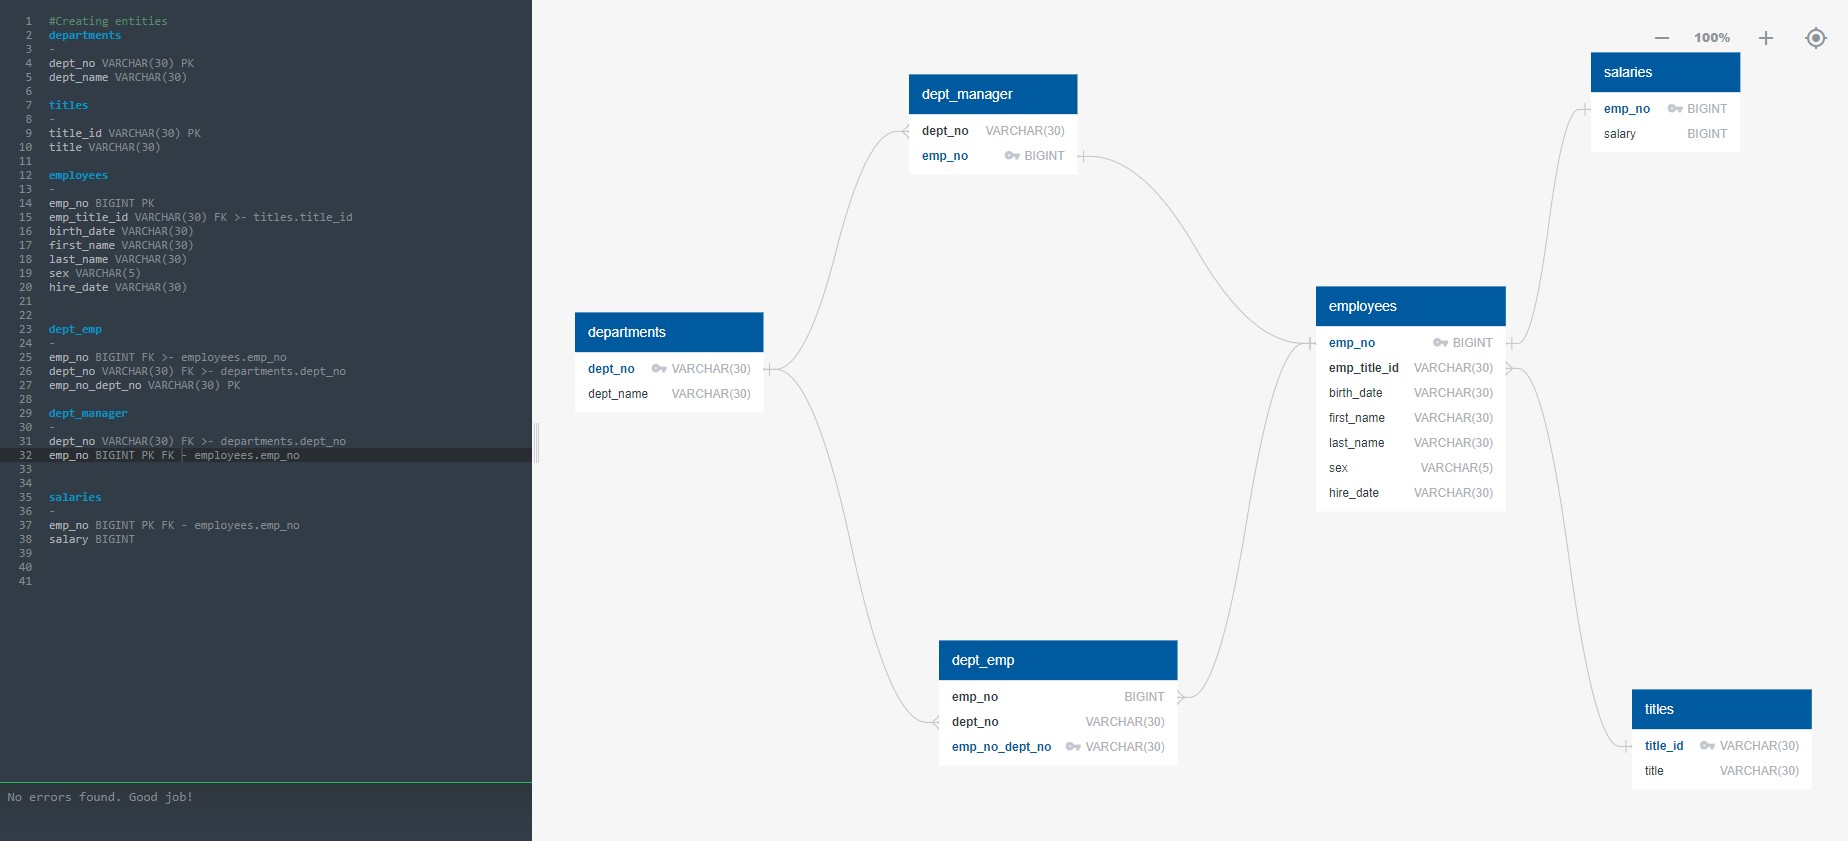 1 #Creating entities
2 departments
3 -
4 dept_no VARCHAR(30) PK
5 dept_name VARCHAR(30)
6
7 titles
8 -
9 title_id VARCHAR(30) PK
10 title VARCHAR(30)
11
12 employees
13 -
14 emp_no BIGINT PK
15 emp_title_id VARCHAR(30) FK >- titles.title_id
16 birth_date VARCHAR(30)
17 first_name VARCHAR(30)
18 last_name VARCHAR(30)
19 sex VARCHAR(5)
20 hire_date VARCHAR(30)
21
22
23 dept_emp
24 -
25 emp_no BIGINT FK >- employees.emp_no
26 dept_no VARCHAR(30) FK >- departments.dept_no
27 emp_no_dept_no VARCHAR(30) PK
28
29 dept_manager
30 -
31 dept_no VARCHAR(30) FK >- departments.dept_no
32 emp_no BIGINT PK FK - employees.emp_no
33
34
35 salaries
36 -
37 emp_no BIGINT PK FK - employees.emp_no
38 salary BIGINT
39
40
41
No errors found. Good job!
100%
salaries
emp_no BIGINT
salary BIGINT
dept_manager
dept_no VARCHAR(30)
emp_no BIGINT
employees
emp_no BIGINT
emp_title_id VARCHAR(30)
birth_date VARCHAR(30)
first_name VARCHAR(30)
last_name VARCHAR(30)
sex VARCHAR(5)
hire_date VARCHAR(30)
departments
dept_no VARCHAR(30)
dept_name VARCHAR(30)
dept_emp
emp_no BIGINT
dept_no VARCHAR(30)
emp_no_dept_no VARCHAR(30)
titles
title_id VARCHAR(30)
title VARCHAR(30)